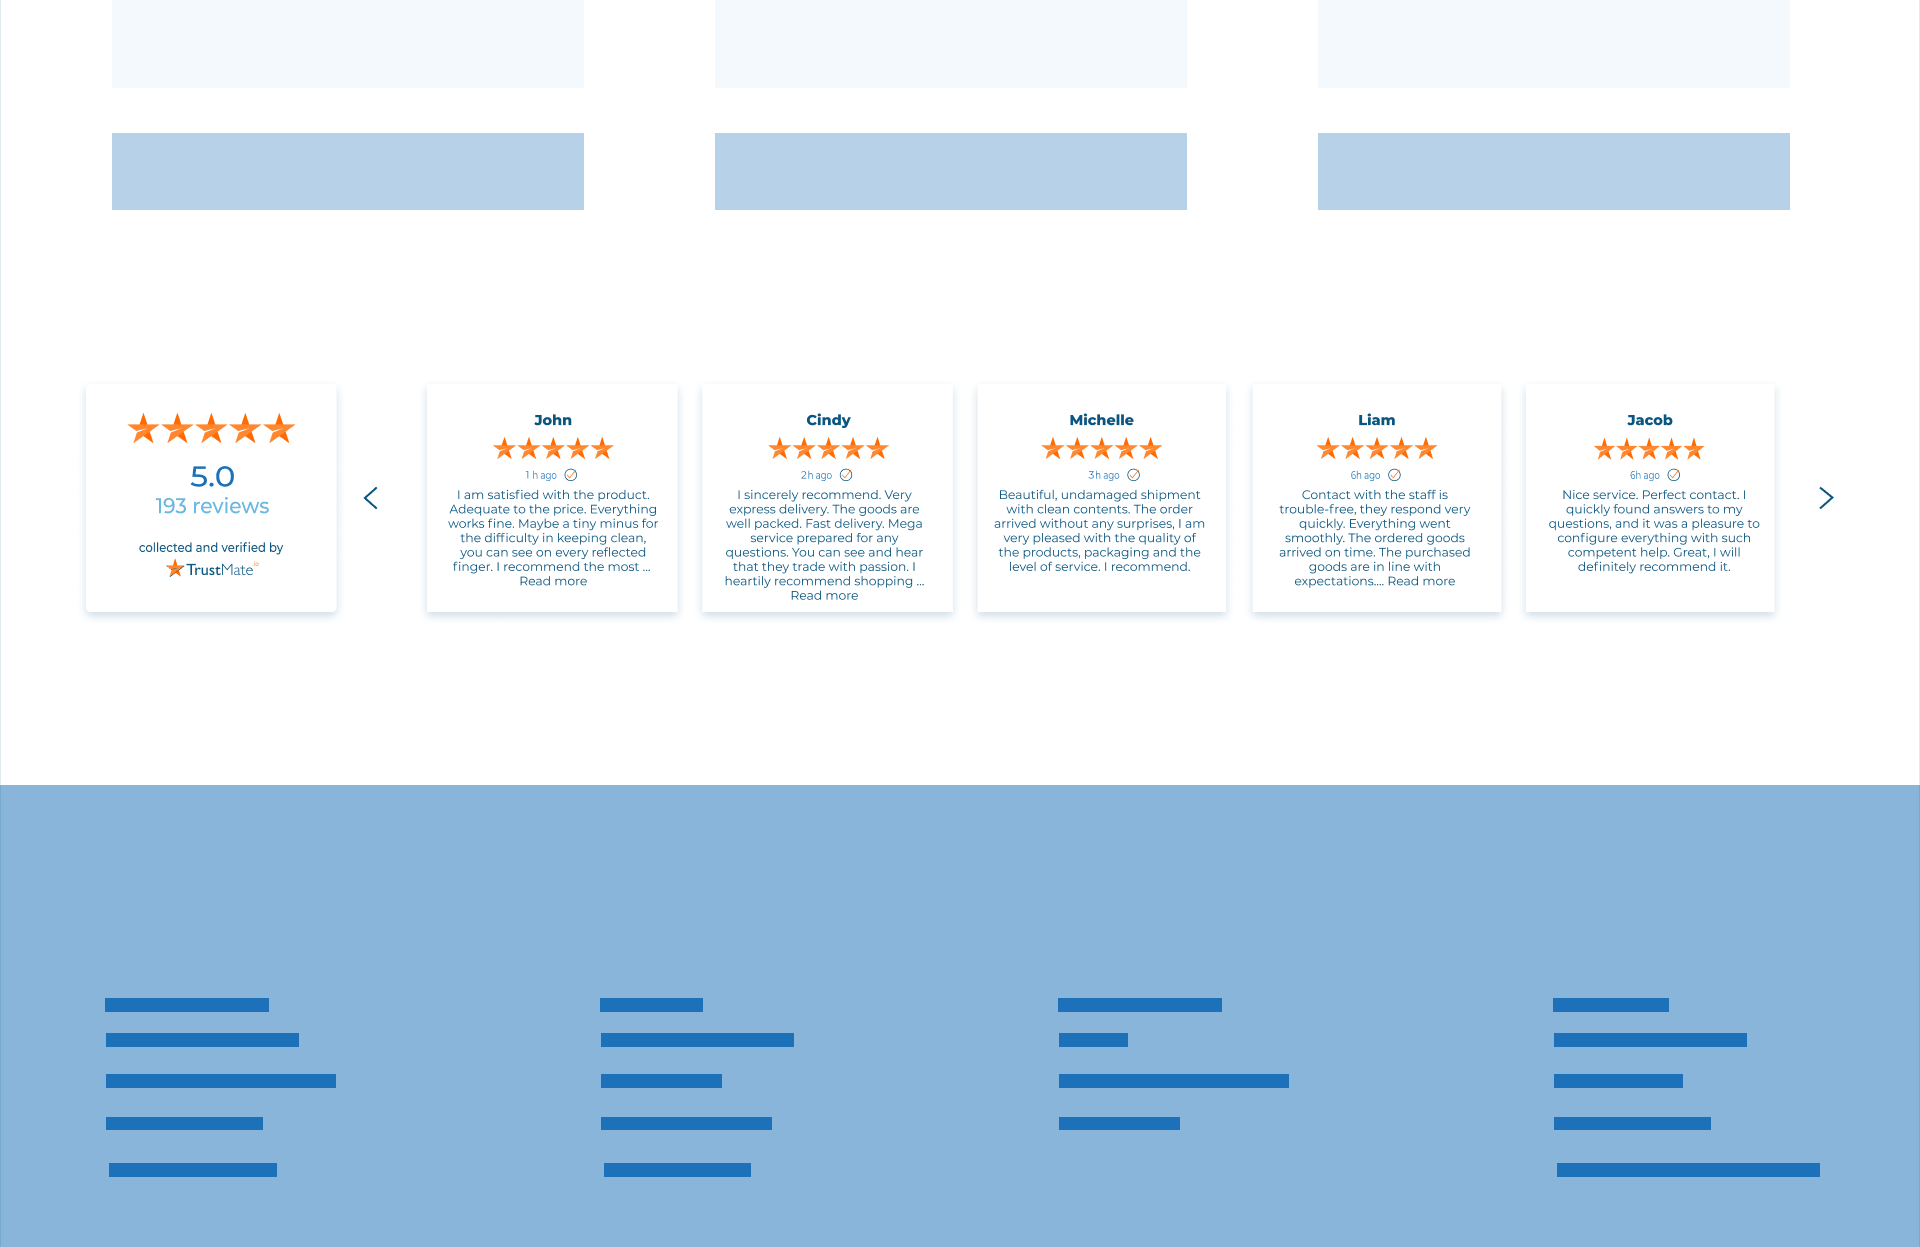 5.0
193 reviews
collected and verified by
TrustMate.io
John
1 h ago
I am satisfied with the product.
Adequate to the price. Everything
works fine. Maybe a tiny minus for
the difficulty in keeping clean,
you can see on every reflected
finger. I recommend the most ...
Read more
Cindy
2h ago
I sincerely recommend. Very
express delivery. The goods are
well packed. Fast delivery. Mega
service prepared for any
questions. You can see and hear
that they trade with passion. I
heartily recommend shopping ...
Read more
Michelle
3h ago
Beautiful, undamaged shipment
with clean contents. The order
arrived without any surprises, I am
very pleased with the quality of
the products, packaging and the
level of service. I recommend.
Liam
6h ago
Contact with the staff is
trouble-free, they respond very
quickly. Everything went
smoothly. The ordered goods
arrived on time. The purchased
goods are in line with
expectations.... Read more
Jacob
6h ago
Nice service. Perfect contact. I
quickly found answers to my
questions, and it was a pleasure to
configure everything with such
competent help. Great, I will
definitely recommend it.